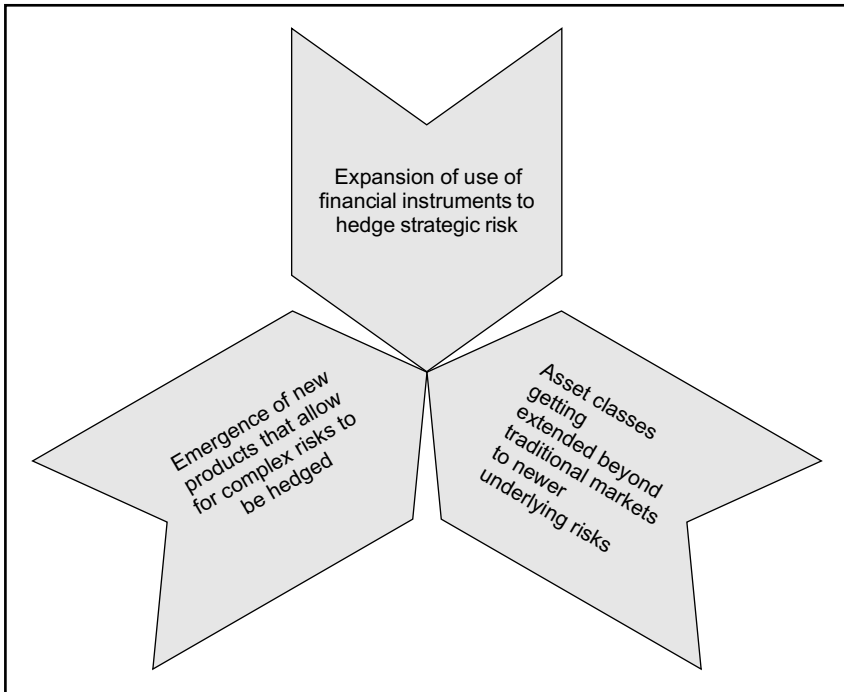 Expansion of use of
financial instruments to
hedge strategic risk
Emergence of new
products that allow
for complex risks to
be hedged
Asset classes
getting
extended beyond
traditional markets
to newer
underlying risks